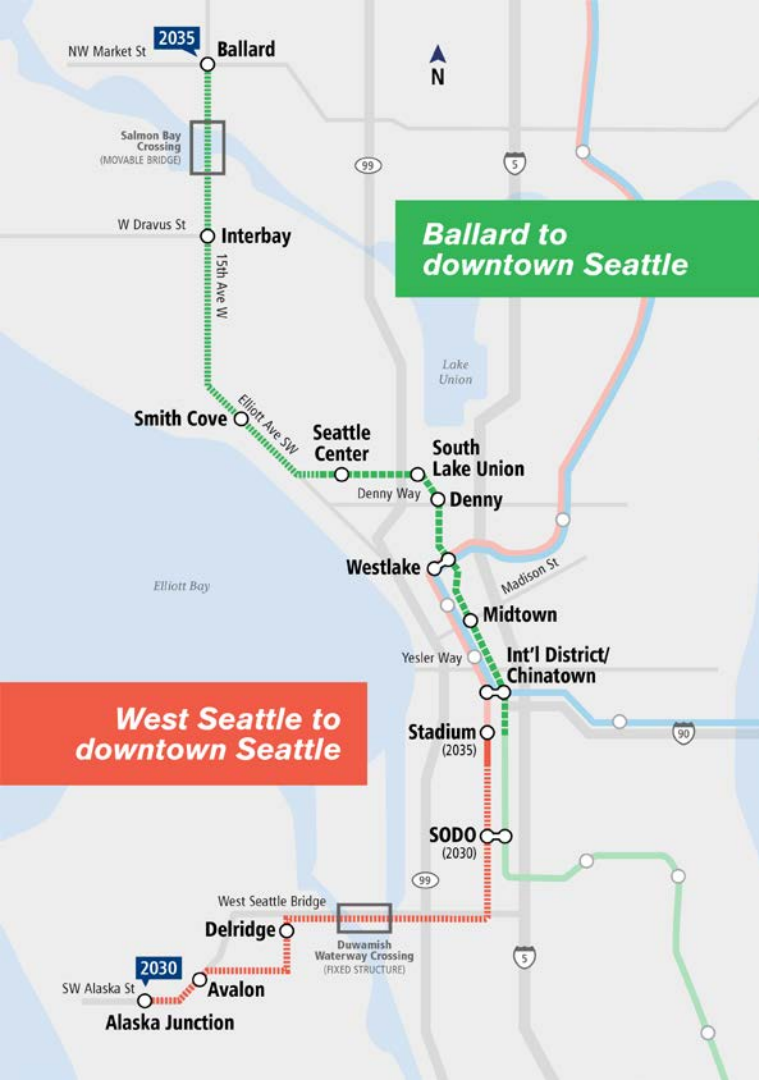 2035
NW Market St
Ballard
N
Salmon Bay
Crossing
(MOVABLE BRIDGE)
99
5
W Dravus St
Interbay
Ballard to
downtown Seattle
15th Ave W
Lake
Union
Smith Cove
Elliott Ave SW
Seattle
Center
South
Lake Union
Denny Way
Denny
Westlake
Madison St
Elliott Bay
Midtown
Yesler Way
Int'l District/
Chinatown
West Seattle to
downtown Seattle
Stadium
(2035)
90
SODO
(2030)
99
West Seattle Bridge
Delridge
Duwamish
Waterway Crossing
(FIXED STRUCTURE)
5
2030
SW Alaska St
Avalon
Alaska Junction